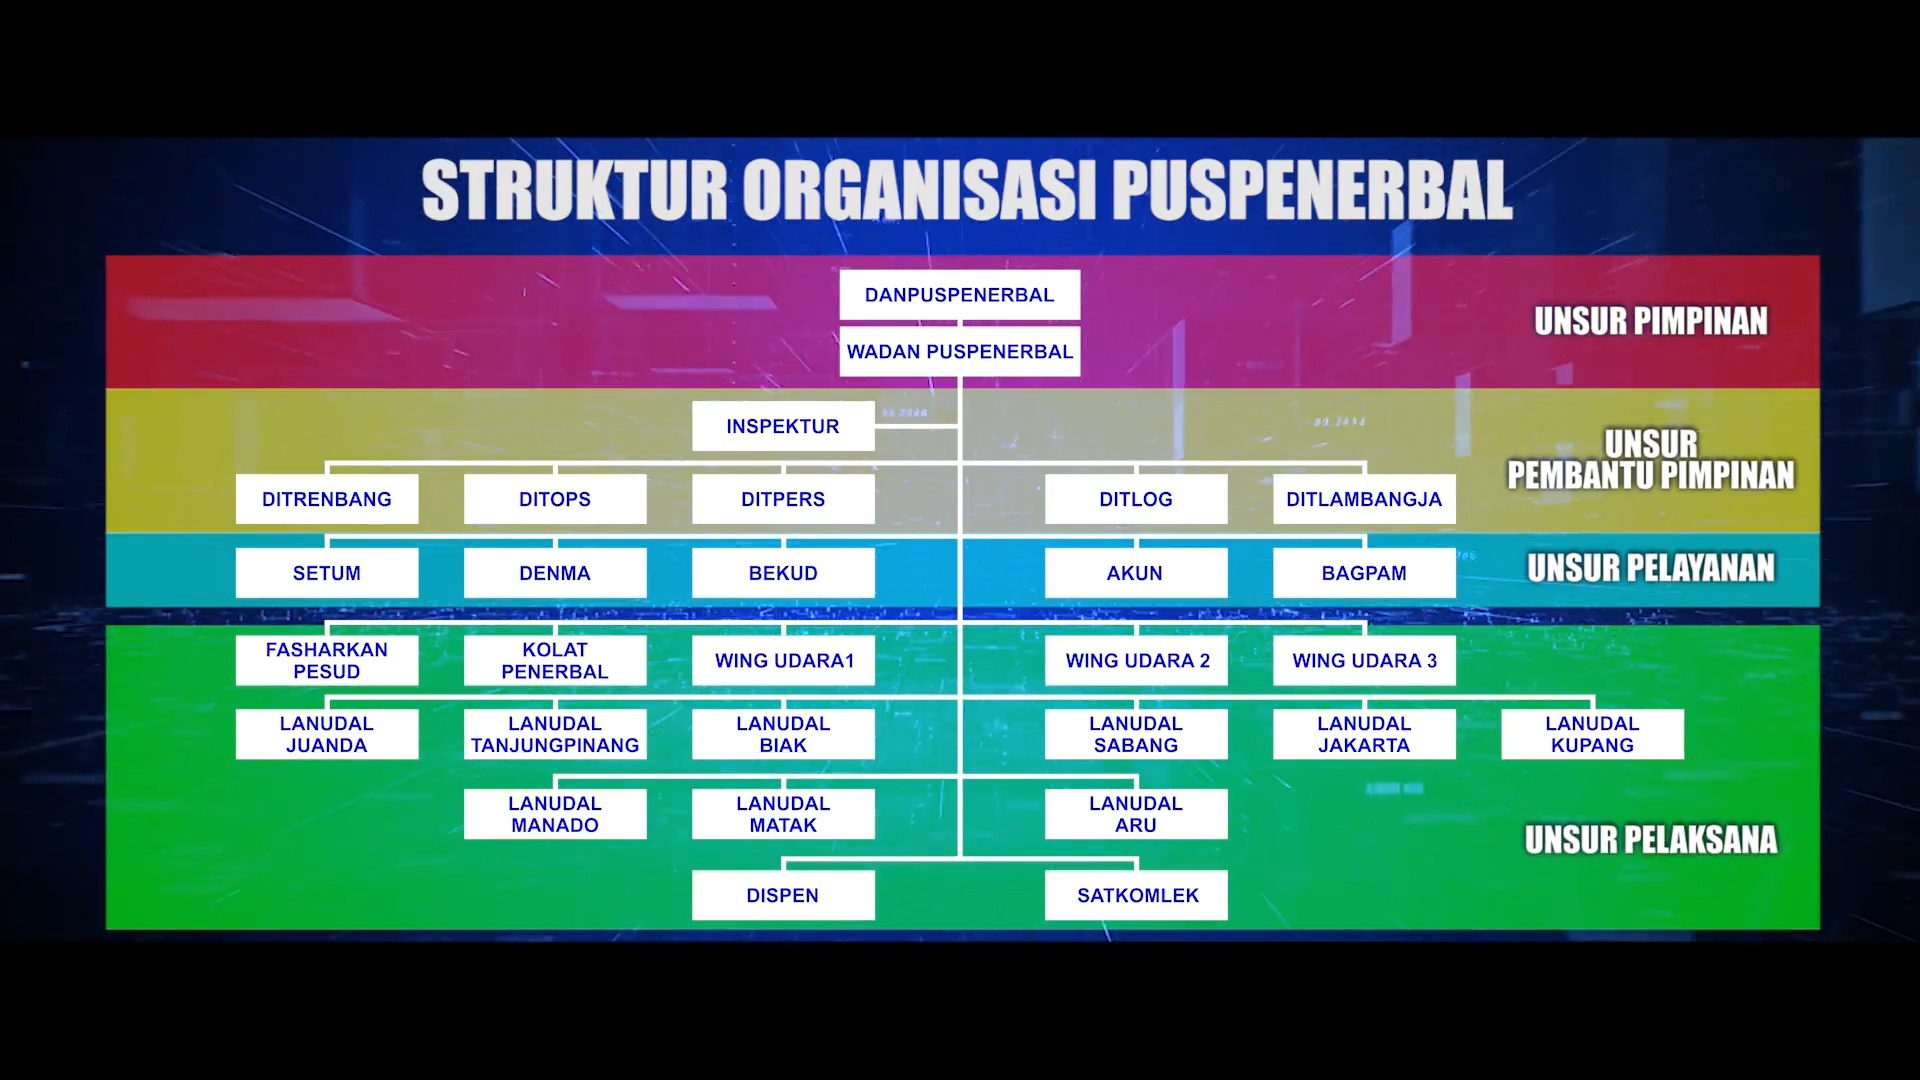 STRUKTUR ORGANISASI PUSPENERBAL
DANPUSPENERBAL
WADAN PUSPENERBAL
UNSUR PIMPINAN
INSPEKTUR
DITRENBANG
DITOPS
DITPERS
DITLOG
DITLAMBANGJA
UNSUR
PEMBANTU PIMPINAN
SETUM
DENMA
BEKUD
AKUN
BAGPAM
UNSUR PELAYANAN
FASHARKAN
PESUD
KOLAT
PENERBAL
WING UDARA1
WING UDARA 2
WING UDARA 3
LANUDAL
JUANDA
LANUDAL
TANJUNGPINANG
LANUDAL
BIAK
LANUDAL
SABANG
LANUDAL
JAKARTA
LANUDAL
KUPANG
LANUDAL
MANADO
LANUDAL
MATAK
LANUDAL
ARU
UNSUR PELAKSANA
DISPEN
SATKOMLEK